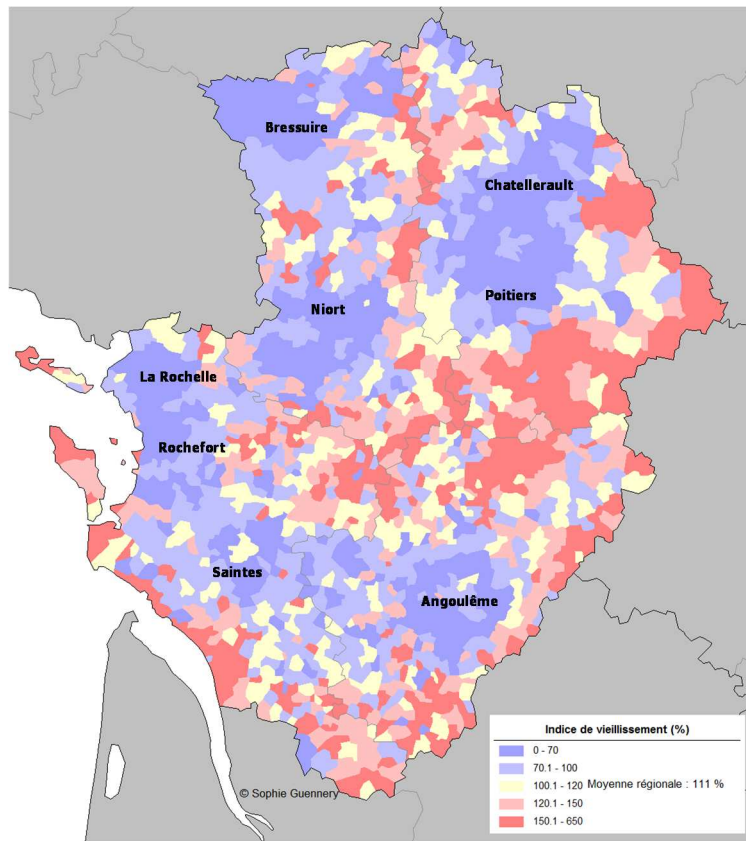 Bressuire
Chatellerault
Niort
Poitiers
La Rochelle
Rochefort
Saintes
Angoulême
Indice de vieillissement (%)
0 - 70
70.1 - 100
100.1 - 120 Moyenne régionale : 111 %
120.1 - 150
150.1 - 650
© Sophie Guennery